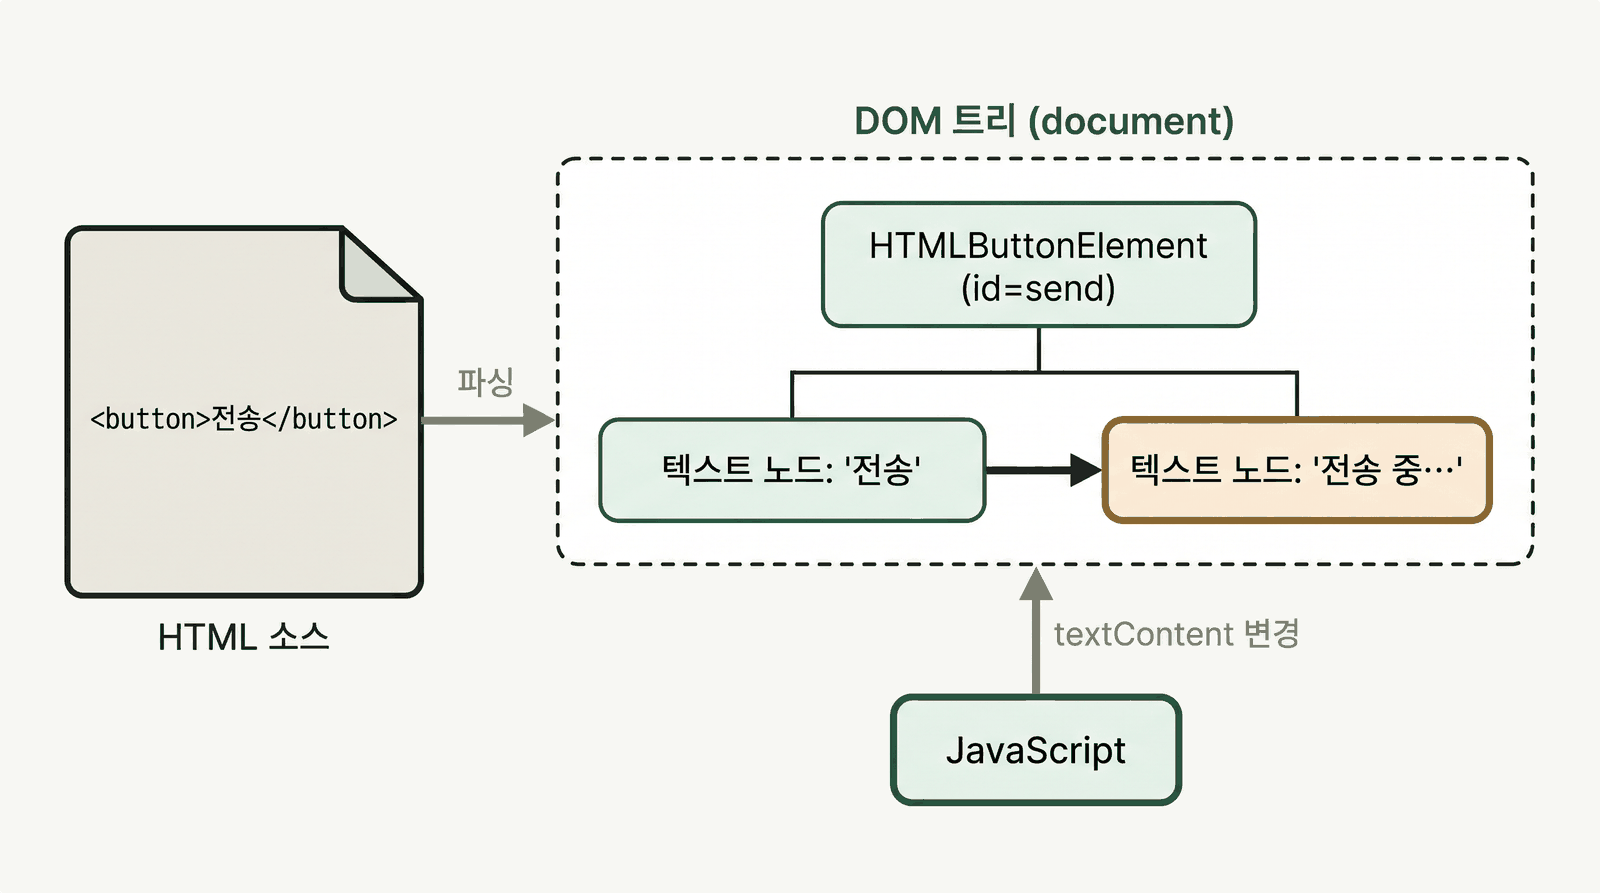 DOM 트리 (document)
HTMLButtonElement
(id=send)
파싱
<button>전송</button>
텍스트 노드: '전송'
텍스트 노드: '전송 중…'
HTML 소스
textContent 변경
JavaScript